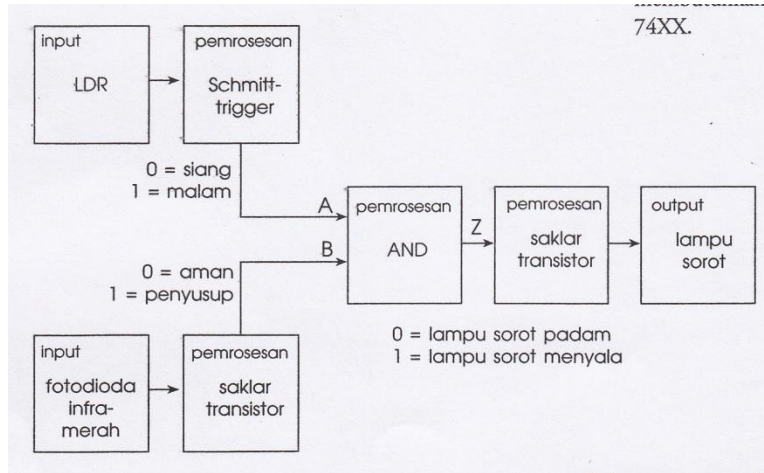 74XX.
input
LDR
pemrosesan
Schmitt-
trigger
0 = siang
1 = malam
A
B
0 = aman
1 = penyusup
input
fotodioda
infra-
merah
pemrosesan
saklar
transistor
pemrosesan
AND
Z
pemrosesan
saklar
transistor
output
lampu
sorot
0 = lampu sorot padam
1 = lampu sorot menyala